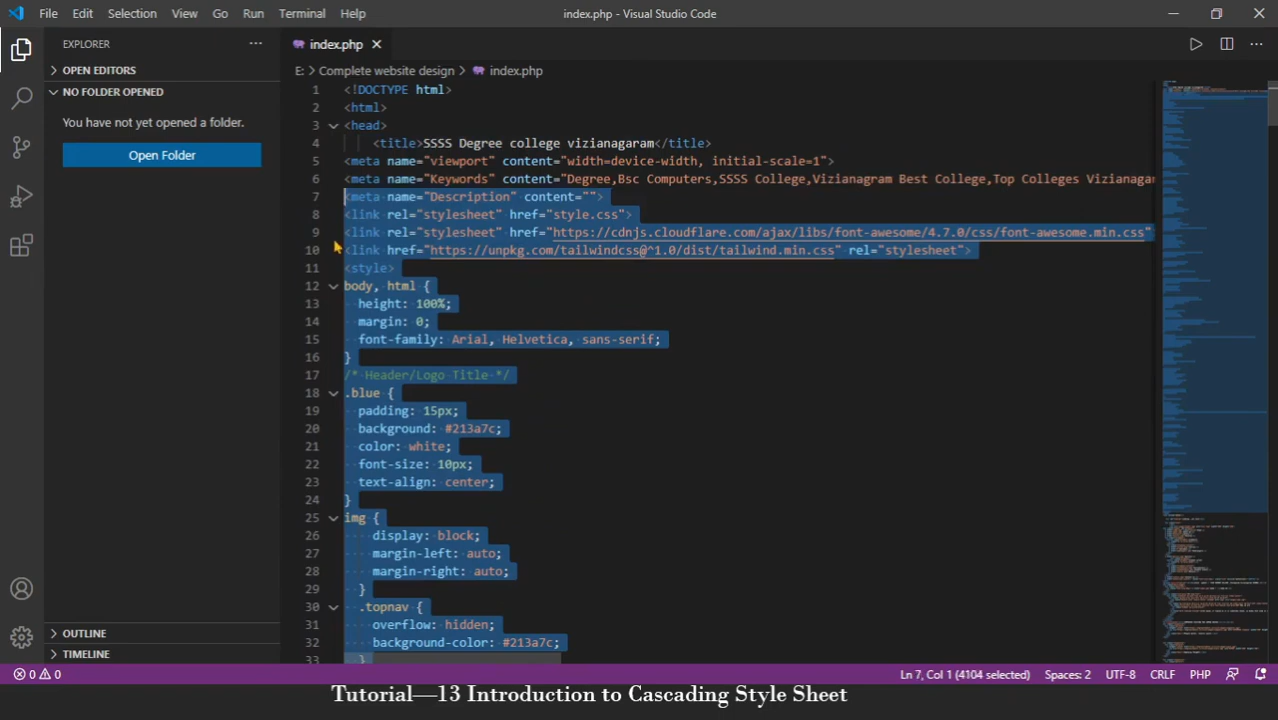 File Edit Selection View Go Run Terminal Help index.php - Visual Studio Code
EXPLORER
index.php
OPEN EDITORS
E: > Complete website design > index.php
NO FOLDER OPENED
You have not yet opened a folder.
Open Folder
1 <!DOCTYPE html>
2 <html>
3 <head>
4 <title>SSSS Degree college vizianagaram</title>
5 <meta name="viewport" content="width=device-width, initial-scale=1">
6 <meta name="Keywords" content="Degree,Bsc Computers,SSSS College,Vizianagram Best College,Top Colleges Vizianagar
7 <meta name="Description" content="">
8 <link rel="stylesheet" href="style.css">
9 <link rel="stylesheet" href="https://cdnjs.cloudflare.com/ajax/libs/font-awesome/4.7.0/css/font-awesome.min.css"
10 <link href="https://unpkg.com/tailwindcss@^1.0/dist/tailwind.min.css" rel="stylesheet">
11 <style>
12 body, html {
13 height: 100%;
14 margin: 0;
15 font-family: Arial, Helvetica, sans-serif;
16 }
17 /* Header/Logo Title */
18 .blue {
19 padding: 15px;
20 background: #213a7c;
21 color: white;
22 font-size: 10px;
23 text-align: center;
24 }
25 img {
26 display: block;
27 margin-left: auto;
28 margin-right: auto;
29 }
30 .topnav {
31 overflow: hidden;
32 background-color: #213a7c;
33 }
OUTLINE
TIMELINE
0 0 Ln 7, Col 1 (4104 selected) Spaces: 2 UTF-8 CRLF PHP
Tutorial—13 Introduction to Cascading Style Sheet